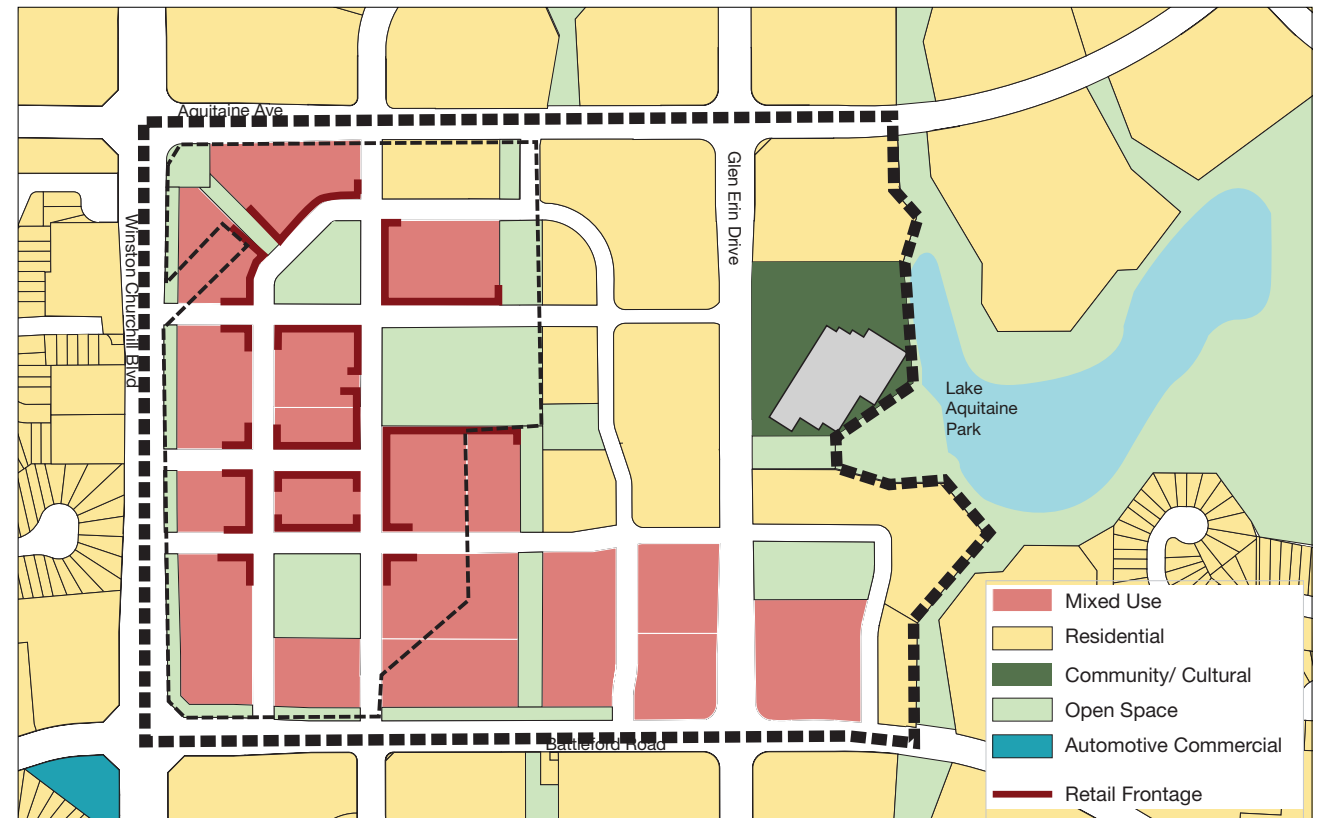 Aquitaine Ave
Winston Churchill Blvd
Glen Erin Drive
Lake
Aquitaine
Park
Battleford Road
Mixed Use
Residential
Community/ Cultural
Open Space
Automotive Commercial
Retail Frontage